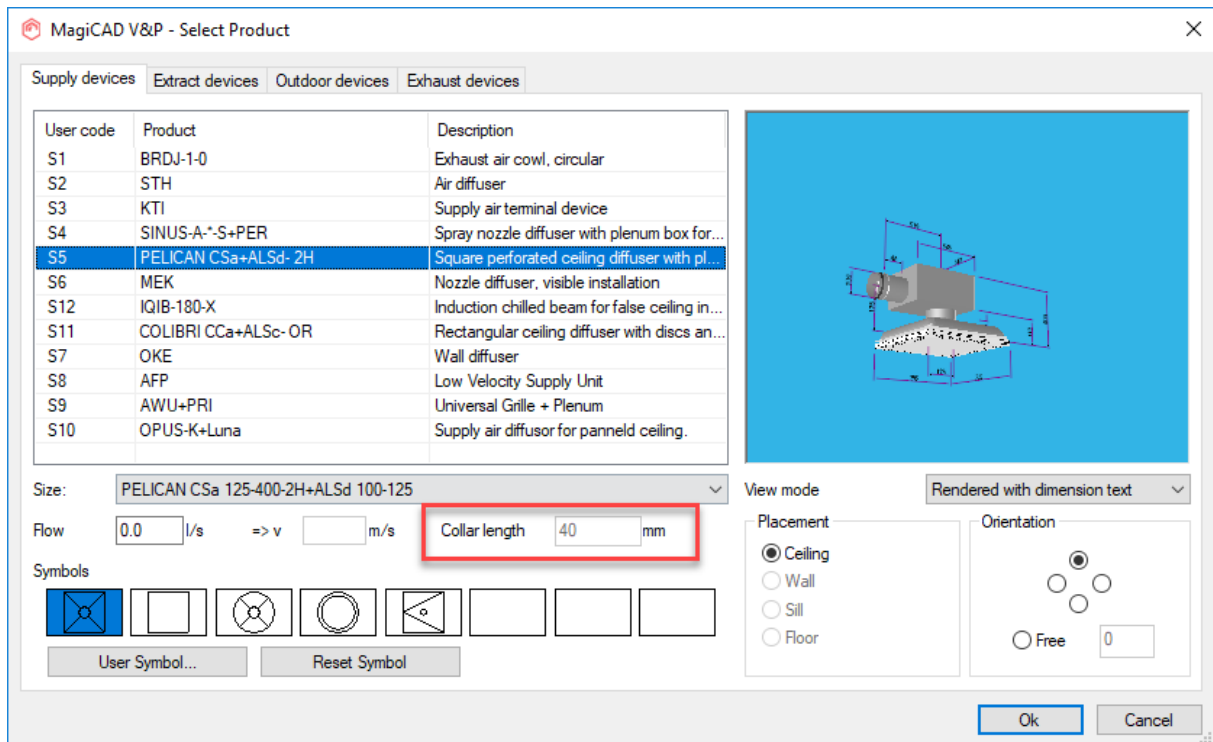 MagiCAD V&P - Select Product
Supply devices Extract devices Outdoor devices Exhaust devices
User code Product Description
S1 BRDJ-1-0 Exhaust air cowl, circular
S2 STH Air diffuser
S3 KTI Supply air terminal device
S4 SINUS-A-*-S+PER Spray nozzle diffuser with plenum box for...
S5 PELICAN CSa+ALSd- 2H Square perforated ceiling diffuser with pl...
S6 MEK Nozzle diffuser, visible installation
S12 IQIB-180-X Induction chilled beam for false ceiling in...
S11 COLIBRI CCa+ALSc- OR Rectangular ceiling diffuser with discs an...
S7 OKE Wall diffuser
S8 AFP Low Velocity Supply Unit
S9 AWU+PRI Universal Grille + Plenum
S10 OPUS-K+Luna Supply air diffusor for panneld ceiling.
Size: PELICAN CSa 125-400-2H+ALSd 100-125 View mode Rendered with dimension text
Flow 0.0 l/s => v m/s Collar length 40 mm
Placement Orientation
Ceiling
Symbols
Wall
Sill
Floor Free 0
User Symbol... Reset Symbol
Ok Cancel